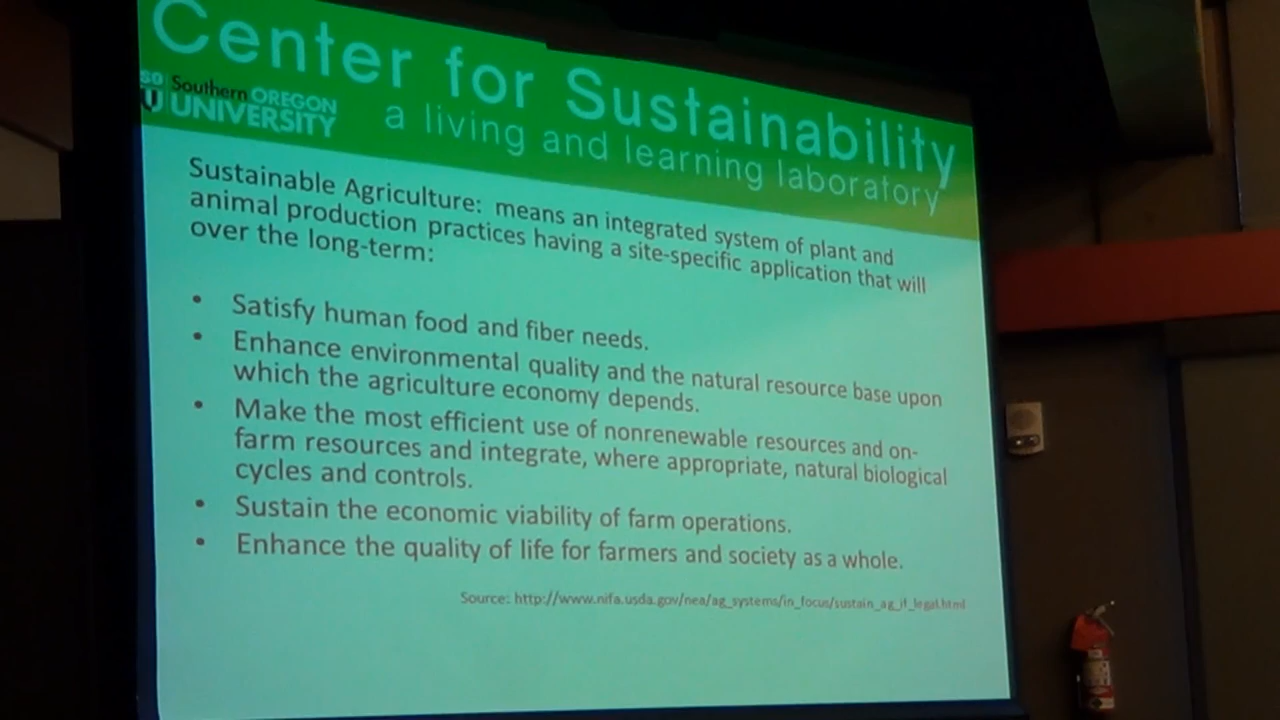 Center for Sustainability
SO Southern OREGON
U UNIVERSITY
a living and learning laboratory
Sustainable Agriculture: means an integrated system of plant and
animal production practices having a site-specific application that will
over the long-term:
• Satisfy human food and fiber needs.
• Enhance environmental quality and the natural resource base upon
which the agriculture economy depends.
• Make the most efficient use of nonrenewable resources and on-
farm resources and integrate, where appropriate, natural biological
cycles and controls.
• Sustain the economic viability of farm operations.
• Enhance the quality of life for farmers and society as a whole.
Source: http://www.nifa.usda.gov/nea/ag_systems/in_focus/sustain_ag_if_legal.html